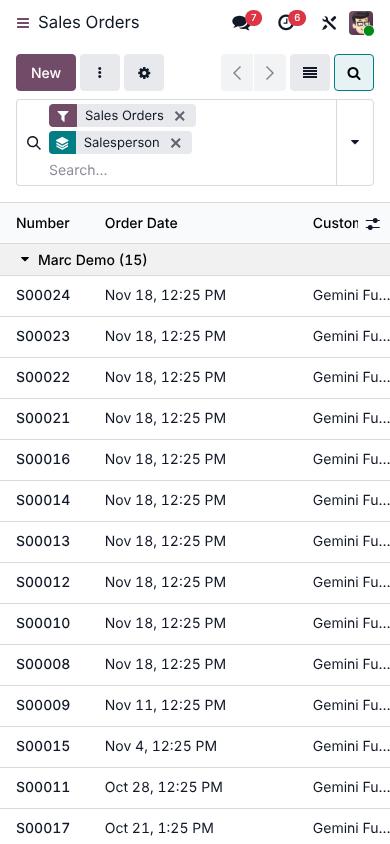 Sales Orders 7 6
New
Sales Orders
Salesperson
Search...
Number Order Date Custon
Marc Demo (15)
S00024 Nov 18, 12:25 PM Gemini Fu...
S00023 Nov 18, 12:25 PM Gemini Fu...
S00022 Nov 18, 12:25 PM Gemini Fu...
S00021 Nov 18, 12:25 PM Gemini Fu...
S00016 Nov 18, 12:25 PM Gemini Fu...
S00014 Nov 18, 12:25 PM Gemini Fu...
S00013 Nov 18, 12:25 PM Gemini Fu...
S00012 Nov 18, 12:25 PM Gemini Fu...
S00010 Nov 18, 12:25 PM Gemini Fu...
S00008 Nov 18, 12:25 PM Gemini Fu...
S00009 Nov 11, 12:25 PM Gemini Fu...
S00015 Nov 4, 12:25 PM Gemini Fu...
S00011 Oct 28, 12:25 PM Gemini Fu...
S00017 Oct 21, 1:25 PM Gemini Fu...